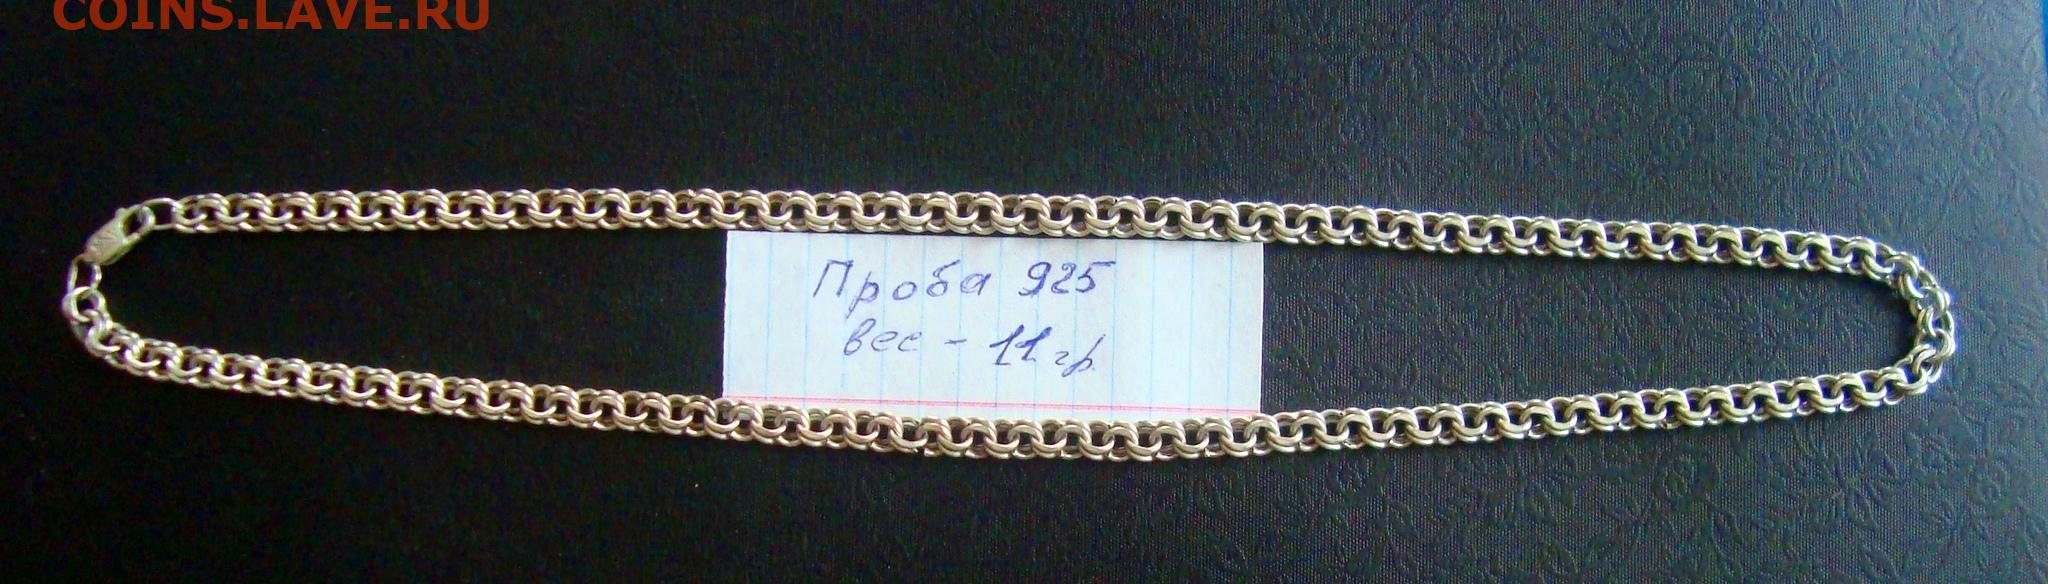 COINS.LAVE.RU
Проба 925
вес - 11 гр